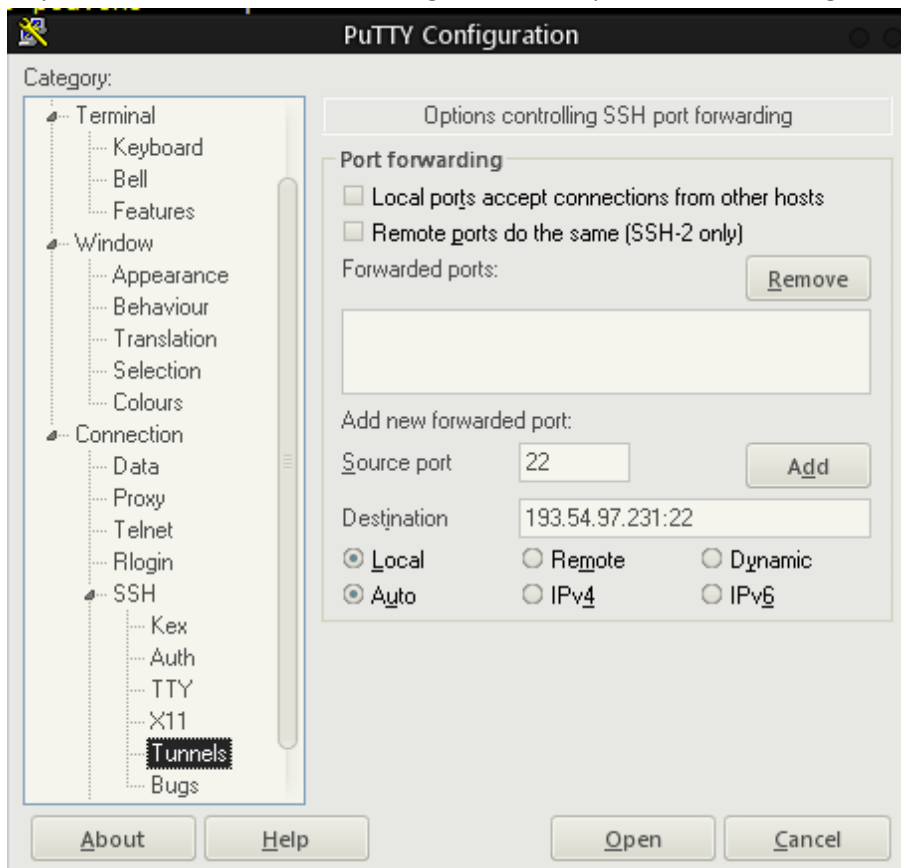 PuTTY Configuration
Category:
Terminal
Keyboard
Bell
Features
Window
Appearance
Behaviour
Translation
Selection
Colours
Connection
Data
Proxy
Telnet
Rlogin
SSH
Kex
Auth
TTY
X11
Tunnels
Bugs
Options controlling SSH port forwarding
Port forwarding
Local ports accept connections from other hosts
Remote ports do the same (SSH-2 only)
Forwarded ports: Remove
Add new forwarded port:
Source port 22 Add
Destination 193.54.97.231:22
Local Remote Dynamic
Auto IPv4 IPv6
About Help Open Cancel